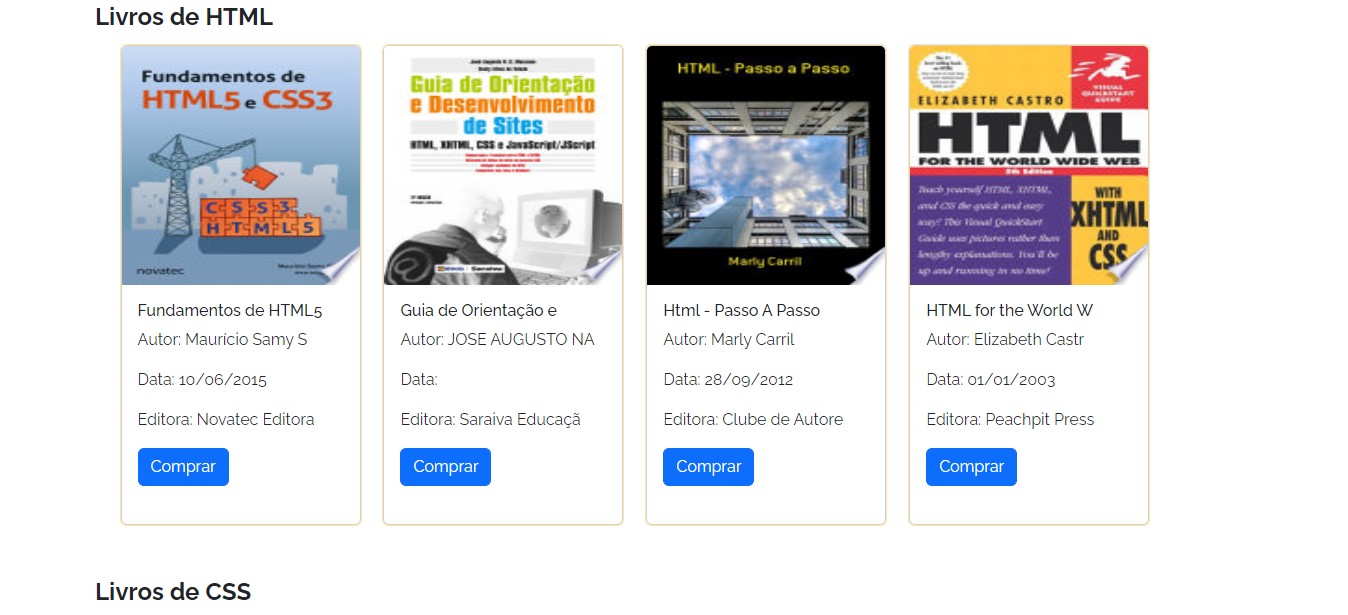 Livros de HTML
Fundamentos de
HTML5 e CSS3
CSS3
HTML5
novatec
Guia de Orientação
e Desenvolvimento
de Sites
HTML, XHTML, CSS e JavaScript/JScript
Saraiva
HTML - Passo a Passo
Marly Carril
ELIZABETH CASTRO
VISUAL
QUICKSTART
GUIDE
HTML
FOR THE WORLD WIDE WEB
5th Edition
Teach yourself HTML, XHTML,
and CSS the quick and easy
way! This Visual QuickStart
Guide uses pictures rather than
lengthy explanations. You'll be
up and running in no time!
WITH
XHTML
AND
CSS
Fundamentos de HTML5
Autor: Maurício Samy S
Data: 10/06/2015
Editora: Novatec Editora
Comprar
Guia de Orientação e
Autor: JOSE AUGUSTO NA
Data:
Editora: Saraiva Educaçã
Comprar
Html - Passo A Passo
Autor: Marly Carril
Data: 28/09/2012
Editora: Clube de Autore
Comprar
HTML for the World W
Autor: Elizabeth Castr
Data: 01/01/2003
Editora: Peachpit Press
Comprar
Livros de CSS